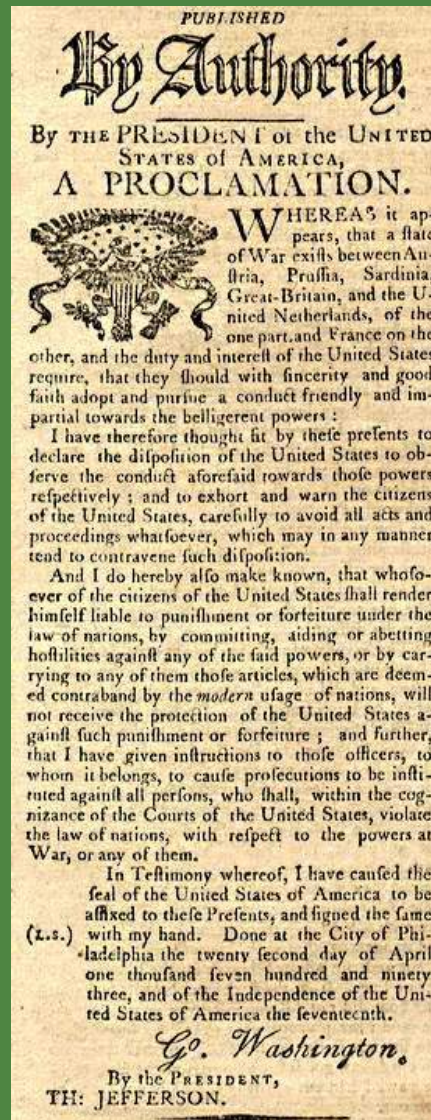 PUBLISHED
By Authority.
By THE PRESIDENT of the UNITED
STATES of AMERICA,
A PROCLAMATION.
WHEREAS it ap-
pears, that a ſtate
of War exiſts between Au-
ſtria, Pruſſia, Sardinia,
Great-Britain, and the U-
nited Netherlands, of the
one part, and France on the
other, and the duty and intereſt of the United States
require, that they ſhould with ſincerity and good
faith adopt and purſue a conduct friendly and im-
partial towards the belligerent powers :
I have therefore thought fit by theſe preſents to
declare the diſpoſition of the United States to ob-
ſerve the conduct aforeſaid towards thoſe powers
reſpectively ; and to exhort and warn the citizens
of the United States, carefully to avoid all acts and
proceedings whatſoever, which may in any manner
tend to contravene ſuch diſpoſition.
And I do hereby alſo make known, that whoſo-
ever of the citizens of the United States ſhall render
himſelf liable to puniſhment or forfeiture under the
law of nations, by committing, aiding or abetting
hoſtilities againſt any of the ſaid powers, or by car-
rying to any of them thoſe articles, which are deem-
ed contraband by the modern uſage of nations, will
not receive the protection of the United States a-
gainſt ſuch puniſhment or forfeiture ; and further,
that I have given inſtructions to thoſe officers, to
whom it belongs, to cauſe proſecutions to be inſti-
tuted againſt all perſons, who ſhall, within the cog-
nizance of the Courts of the United States, violate
the law of nations, with reſpect to the powers at
War, or any of them.
In Teſtimony whereof, I have cauſed the
ſeal of the United States of America to be
affixed to theſe Preſents, and ſigned the ſame
(L.S.) with my hand. Done at the City of Phi-
ladelphia the twenty ſecond day of April
one thouſand ſeven hundred and ninety
three, and of the Independence of the Uni-
ted States of America the ſeventeenth.
Go. Washington.
By the PRESIDENT,
TH: JEFFERSON.